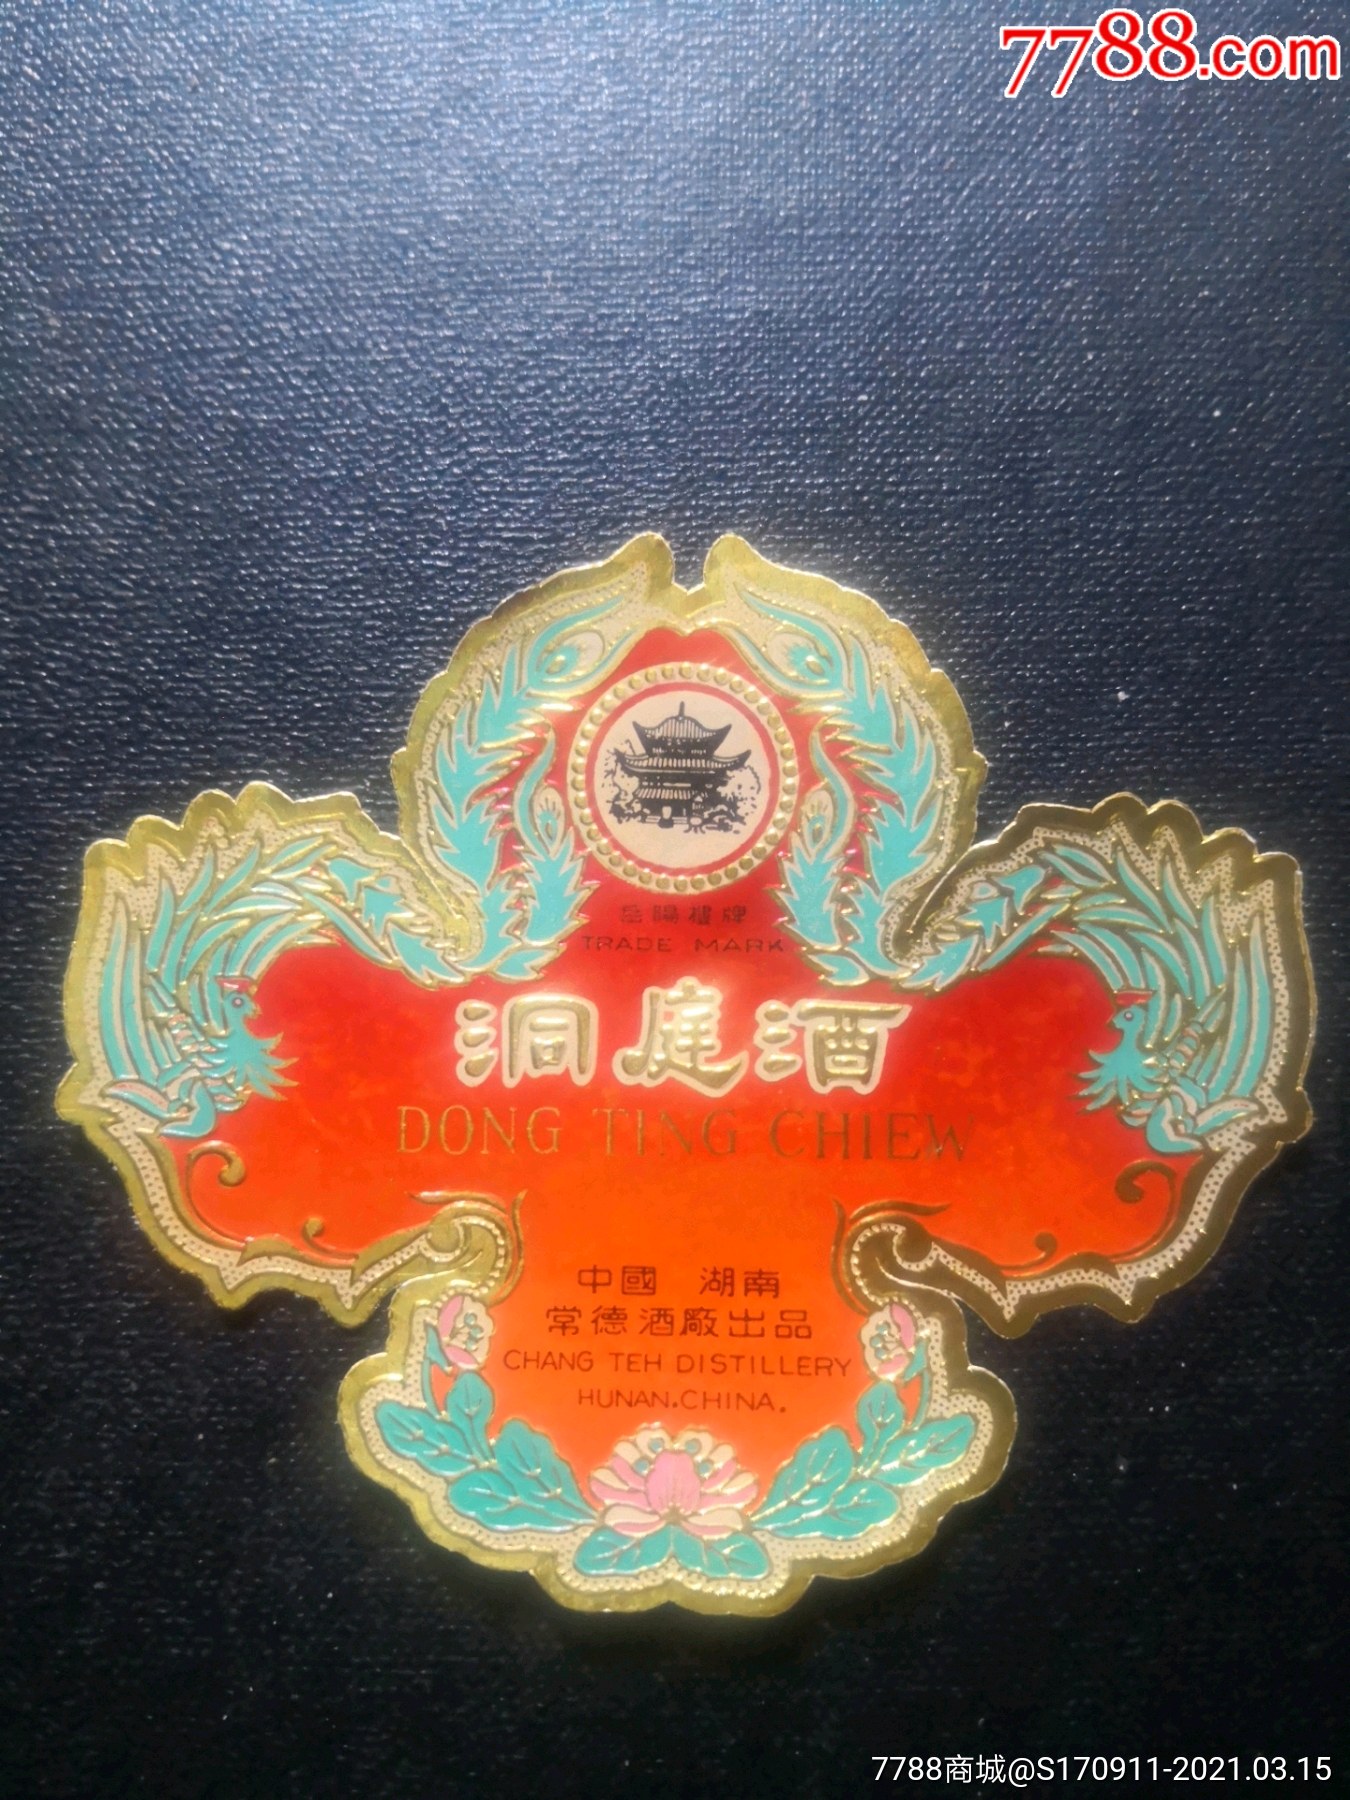 7788.com
岳陽樓牌
TRADE MARK
洞庭酒
DONG TING CHIEW
中國 湖南
常德酒廠出品
CHANG TEH DISTILLERY
HUNAN.CHINA.
7788商城@S170911-2021.03.15